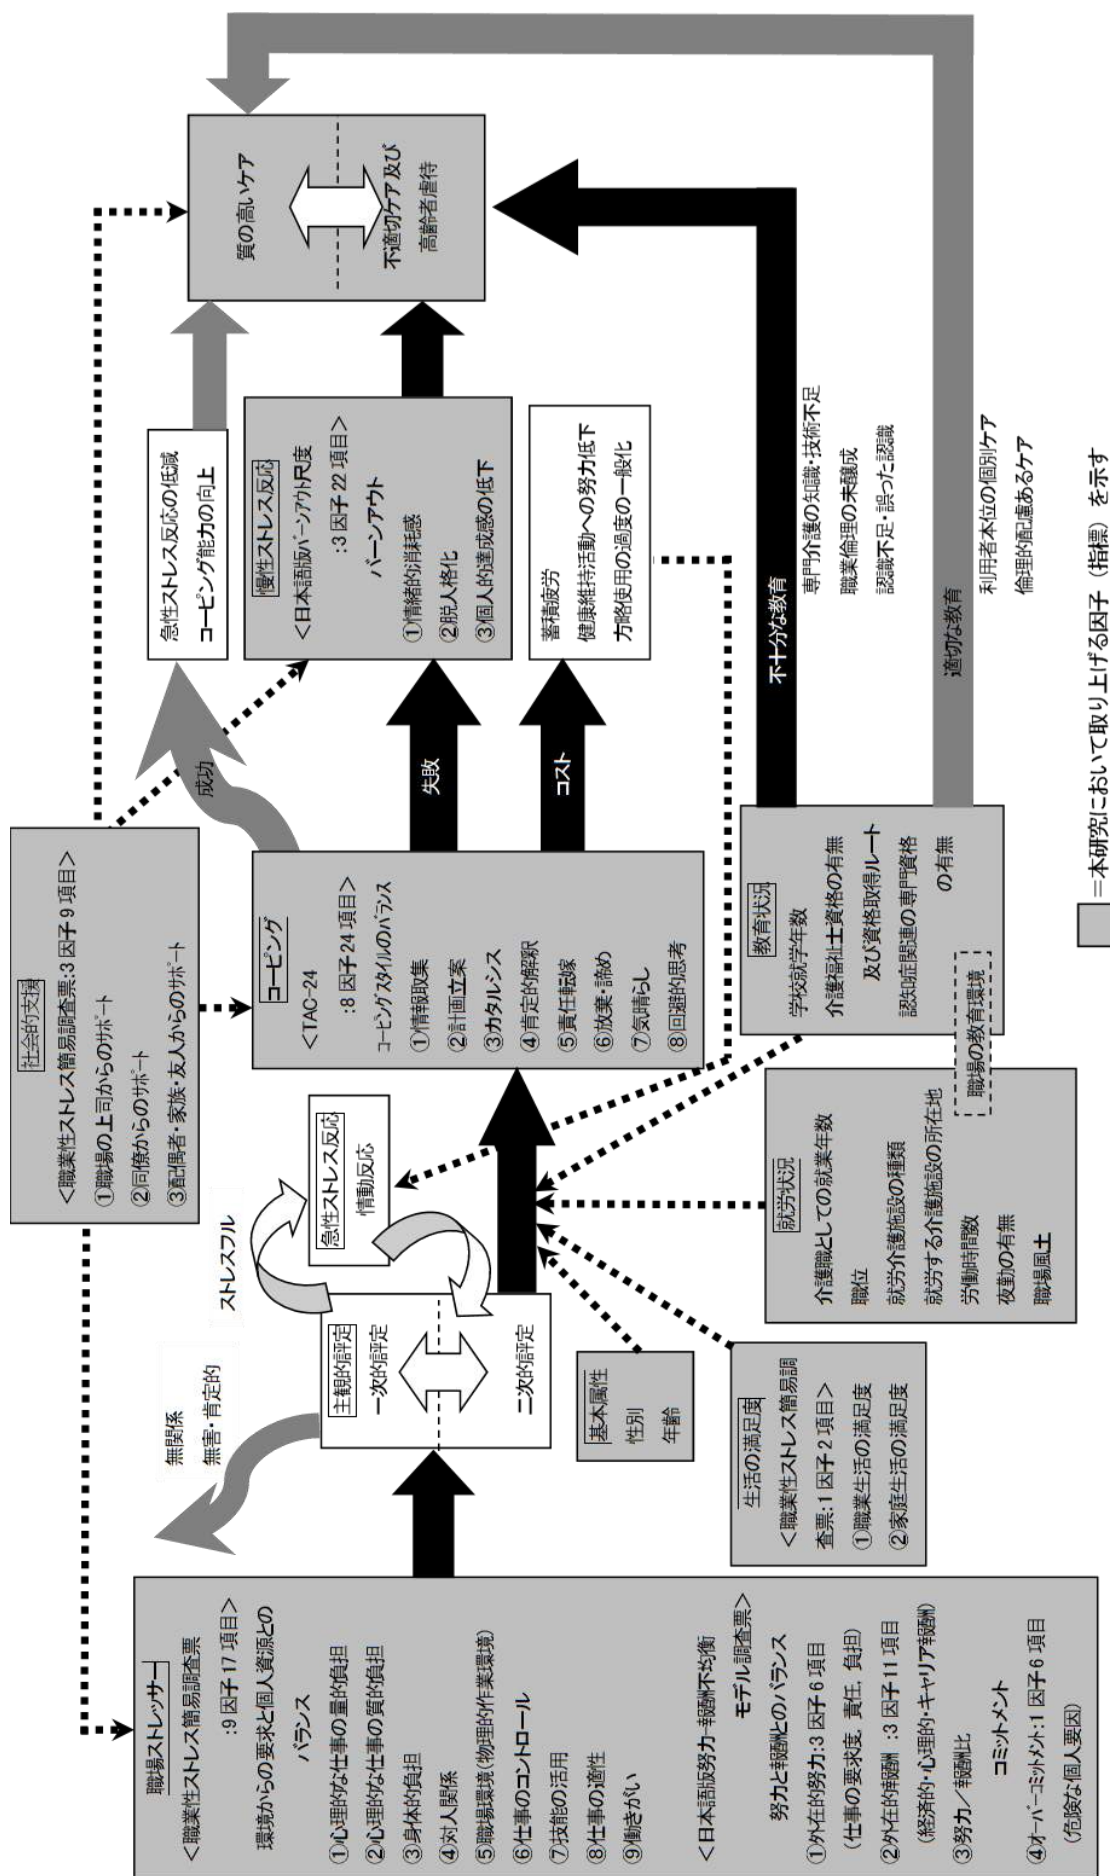 職場ストレッサー
＜職業性ストレス簡易調査票
:9因子17項目＞
環境からの要求と個人資源との
バランス
①心理的な仕事の量的負担
②心理的な仕事の質的負担
③身体的負担
④対人関係
⑤職場環境(物理的作業環境)
⑥仕事のコントロール
⑦技能の活用
⑧仕事の適性
⑨働きがい
＜日本語版努力-報酬不均衡
モデル調査票＞
努力と報酬とのバランス
①外在的努力:3因子6項目
(仕事の要求度, 責任, 負担)
②外在的報酬 :3因子11項目
(経済的・心理的・キャリア報酬)
③努力／報酬比
コミットメント
④オーバーコミットメント:1因子6項目
(危険な個人要因)
無関係
無害・肯定的
ストレスフル
主観的評定
一次的評定
二次的評定
急性ストレス反応
情動反応
基本属性
性別
年齢
生活の満足度
＜職業性ストレス簡易調
査票:1因子2項目＞
①職業生活の満足度
②家庭生活の満足度
就労状況
介護職としての就業年数
職位
就労介護施設の種類
就労する介護施設の所在地
労働時間数
夜勤の有無
職場風土
職場の教育環境
教育状況
学校就学年数
介護福祉士資格の有無
及び資格取得ルート
認知症関連の専門資格
の有無
社会的支援
＜職業性ストレス簡易調査票:3因子9項目＞
①職場の上司からのサポート
②同僚からのサポート
③配偶者・家族・友人からのサポート
コーピング
＜TAC-24
:8因子24項目＞
コーピングスタイルのバランス
①情報収集
②計画立案
③カタルシス
④肯定的解釈
⑤責任転嫁
⑥放棄・諦め
⑦気晴らし
⑧回避的思考
成功
失敗
コスト
急性ストレス反応の低減
コーピング能力の向上
慢性ストレス反応
＜日本語版バーンアウト尺度
:3因子22項目＞
バーンアウト
①情緒的消耗感
②脱人格化
③個人的達成感の低下
蓄積疲労
健康維持活動への努力低下
方略使用の過度の一般化
質の高いケア
不適切ケア及び
高齢者虐待
不十分な教育
専門介護の知識・技術不足
職業倫理の未醸成
認識不足・誤った認識
適切な教育
利用者本位の個別ケア
倫理的配慮あるケア
＝本研究において取り上げる因子（指標）を示す